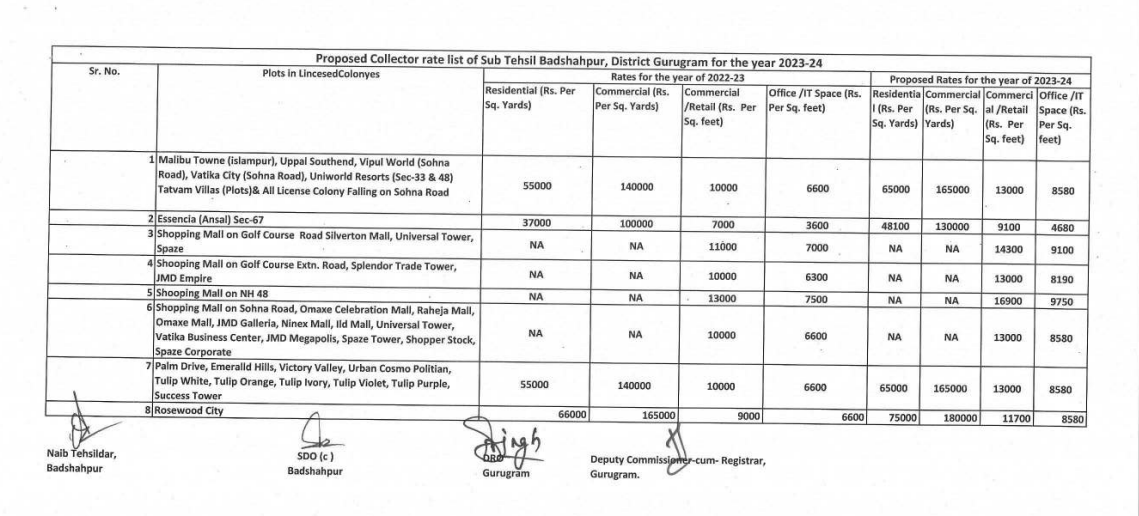 Proposed Collector rate list of Sub Tehsil Badshahpur, District Gurugram for the year 2023-24
Sr. No. Plots in LincesedColonyes Rates for the year of 2022-23 Proposed Rates for the year of 2023-24
Residential (Rs. Per Commercial (Rs. Commercial Office /IT Space (Rs. Residentia Commercial Commerci Office /IT
Sq. Yards) Per Sq. Yards) /Retail (Rs. Per Per Sq. feet) l (Rs. Per (Rs. Per Sq. al /Retail Space (Rs.
Sq. feet) Sq. Yards) Yards) (Rs. Per Per Sq.
Sq. feet) feet)
1 Malibu Towne (islampur), Uppal Southend, Vipul World (Sohna
Road), Vatika City (Sohna Road), Uniworld Resorts (Sec-33 & 48)
Tatvam Villas (Plots)& All License Colony Falling on Sohna Road
55000 140000 10000 6600 65000 165000 13000 8580
2 Essencia (Ansal) Sec-67 37000 100000 7000 3600 48100 130000 9100 4680
3 Shopping Mall on Golf Course Road Silverton Mall, Universal Tower,
Spaze NA NA 11000 7000 NA NA 14300 9100
4 Shooping Mall on Golf Course Extn. Road, Splendor Trade Tower,
JMD Empire NA NA 10000 6300 NA NA 13000 8190
5 Shooping Mall on NH 48 NA NA 13000 7500 NA NA 16900 9750
6 Shopping Mall on Sohna Road, Omaxe Celebration Mall, Raheja Mall,
Omaxe Mall, JMD Galleria, Ninex Mall, Ild Mall, Universal Tower,
Vatika Business Center, JMD Megapolis, Spaze Tower, Shopper Stock,
Spaze Corporate
NA NA 10000 6600 NA NA 13000 8580
7 Palm Drive, Emeralld Hills, Victory Valley, Urban Cosmo Politian,
Tulip White, Tulip Orange, Tulip Ivory, Tulip Violet, Tulip Purple,
Success Tower
55000 140000 10000 6600 65000 165000 13000 8580
8 Rosewood City 66000 165000 9000 6600 75000 180000 11700 8580
Naib Tehsildar, SDO (c ) DRO Deputy Commissioner-cum- Registrar,
Badshahpur Badshahpur Gurugram Gurugram.